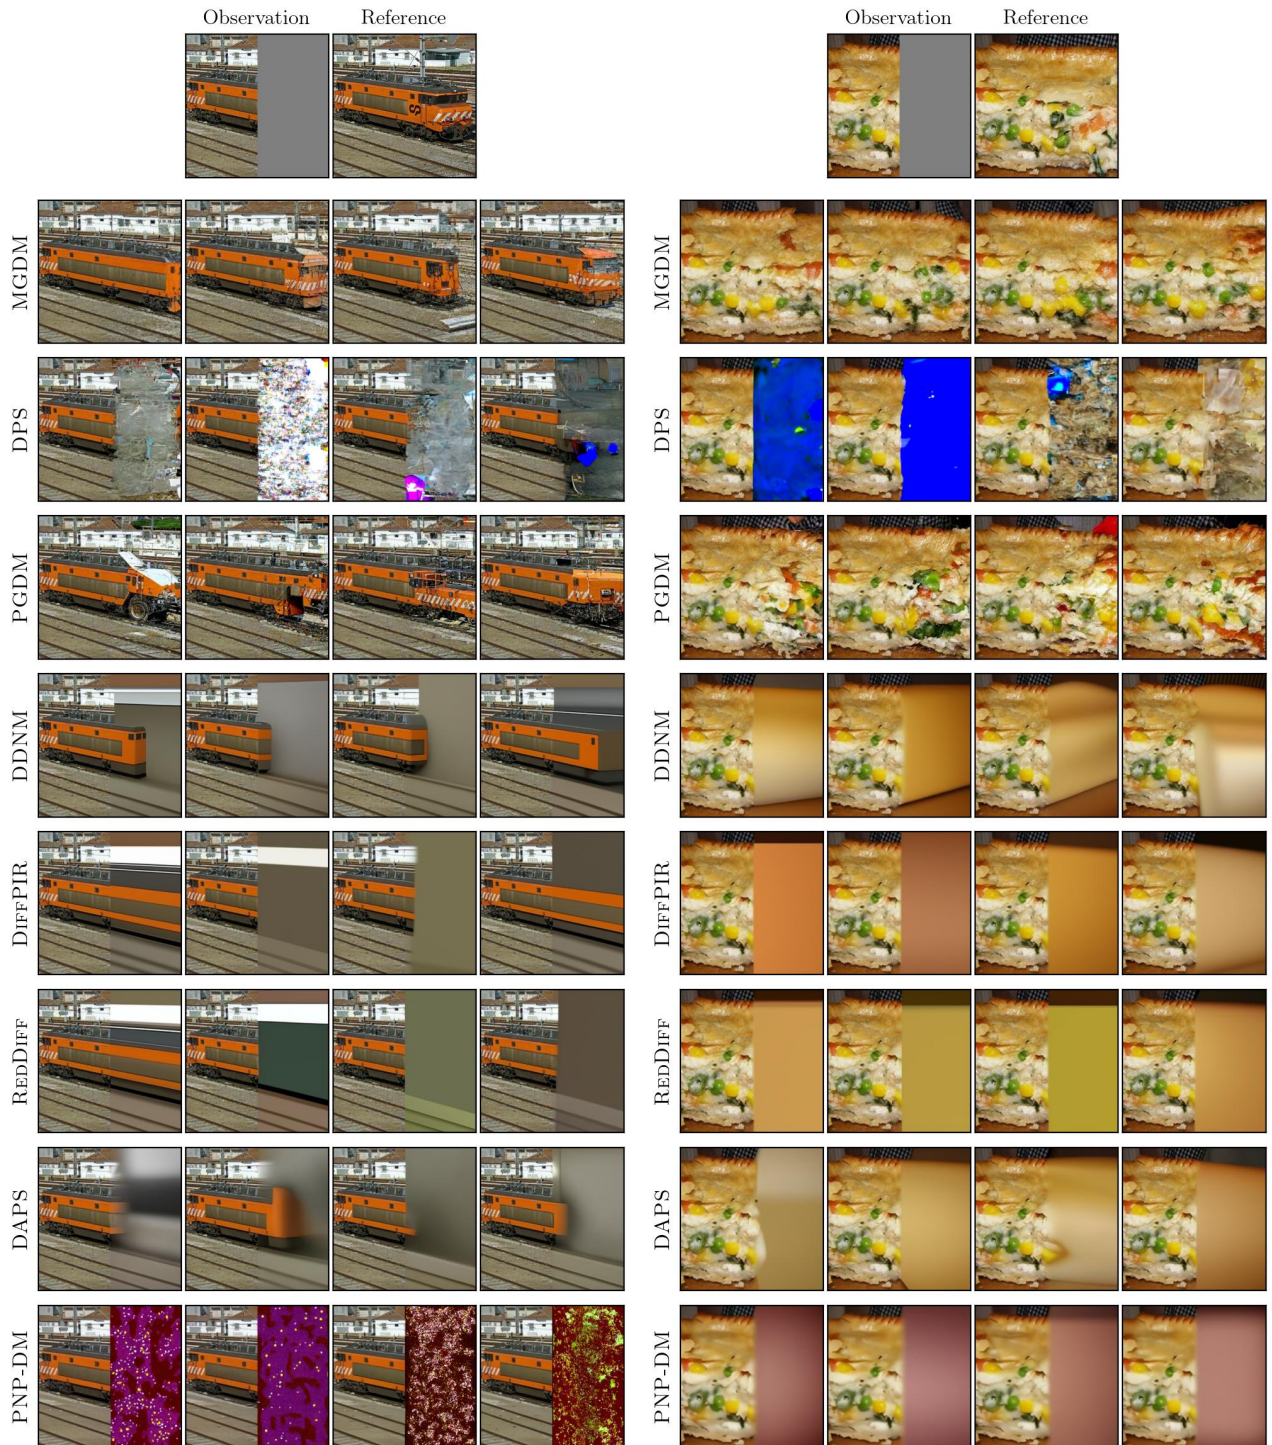 Observation Reference Observation Reference
MGDM MGDM
DPS DPS
PGDM PGDM
DDNM DDNM
DIFFPIR DIFFPIR
REDDIFF REDDIFF
DAPS DAPS
PNP-DM PNP-DM